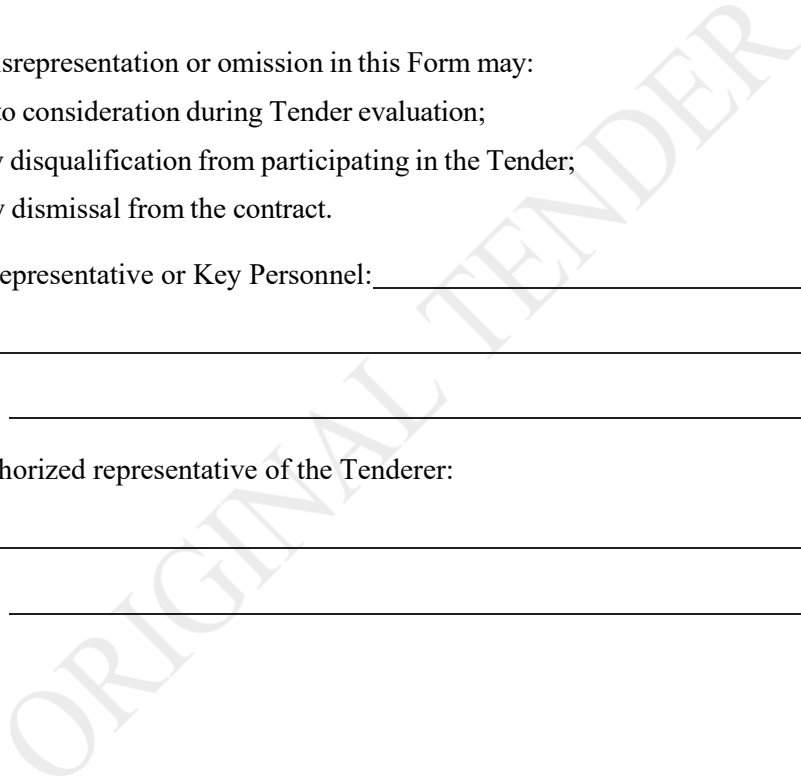 srepresentation or omission in this Form may:
to consideration during Tender evaluation;
disqualification from participating in the Tender;
dismissal from the contract.
epresentative or Key Personnel:
horized representative of the Tenderer:
ORIGINAL TENDER